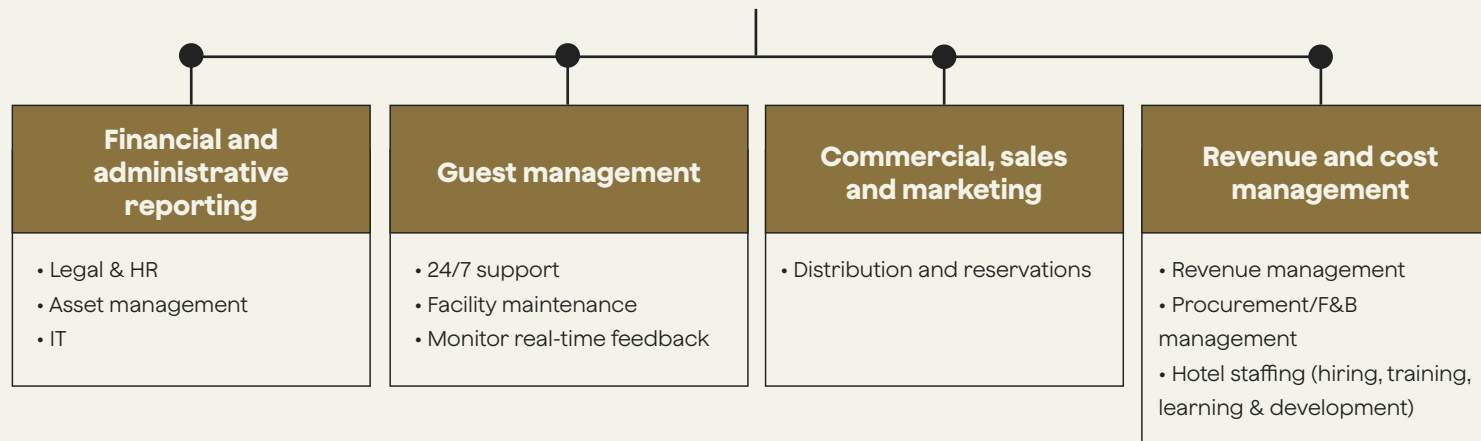 Financial and
administrative
reporting
• Legal & HR
• Asset management
• IT
Guest management
• 24/7 support
• Facility maintenance
• Monitor real-time feedback
Commercial, sales
and marketing
• Distribution and reservations
Revenue and cost
management
• Revenue management
• Procurement/F&B
management
• Hotel staffing (hiring, training,
learning & development)